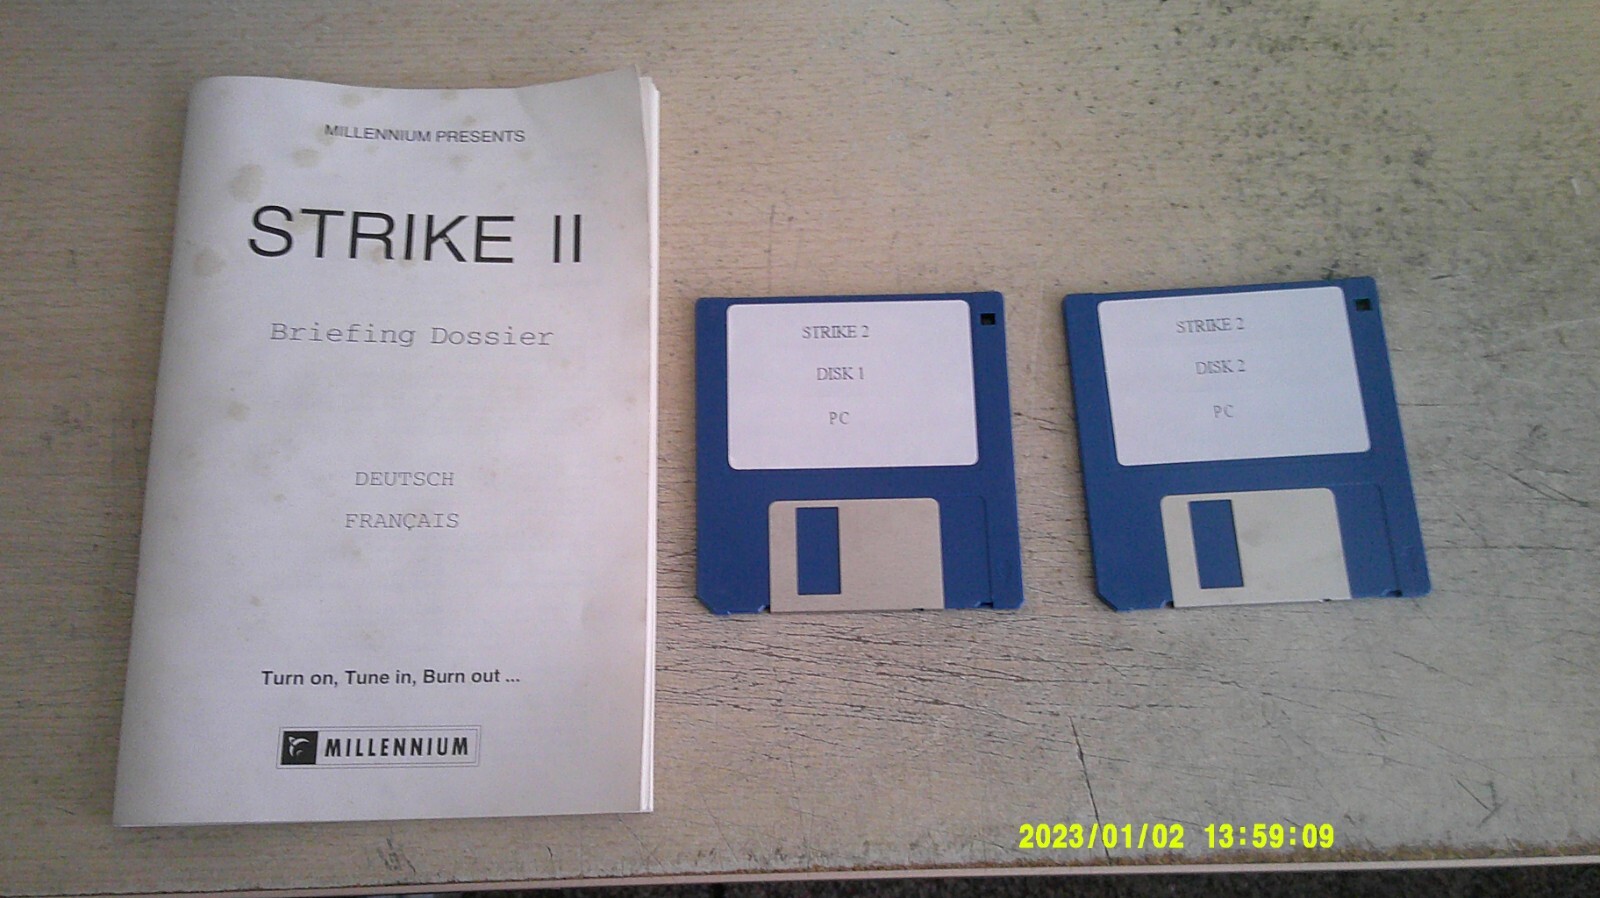 MILLENNIUM PRESENTS
STRIKE II
Briefing Dossier
DEUTSCH
FRANÇAIS
Turn on, Tune in, Burn out ...
MILLENNIUM
STRIKE 2
DISK 1
PC
STRIKE 2
DISK 2
PC
2023/01/02 13:59:09